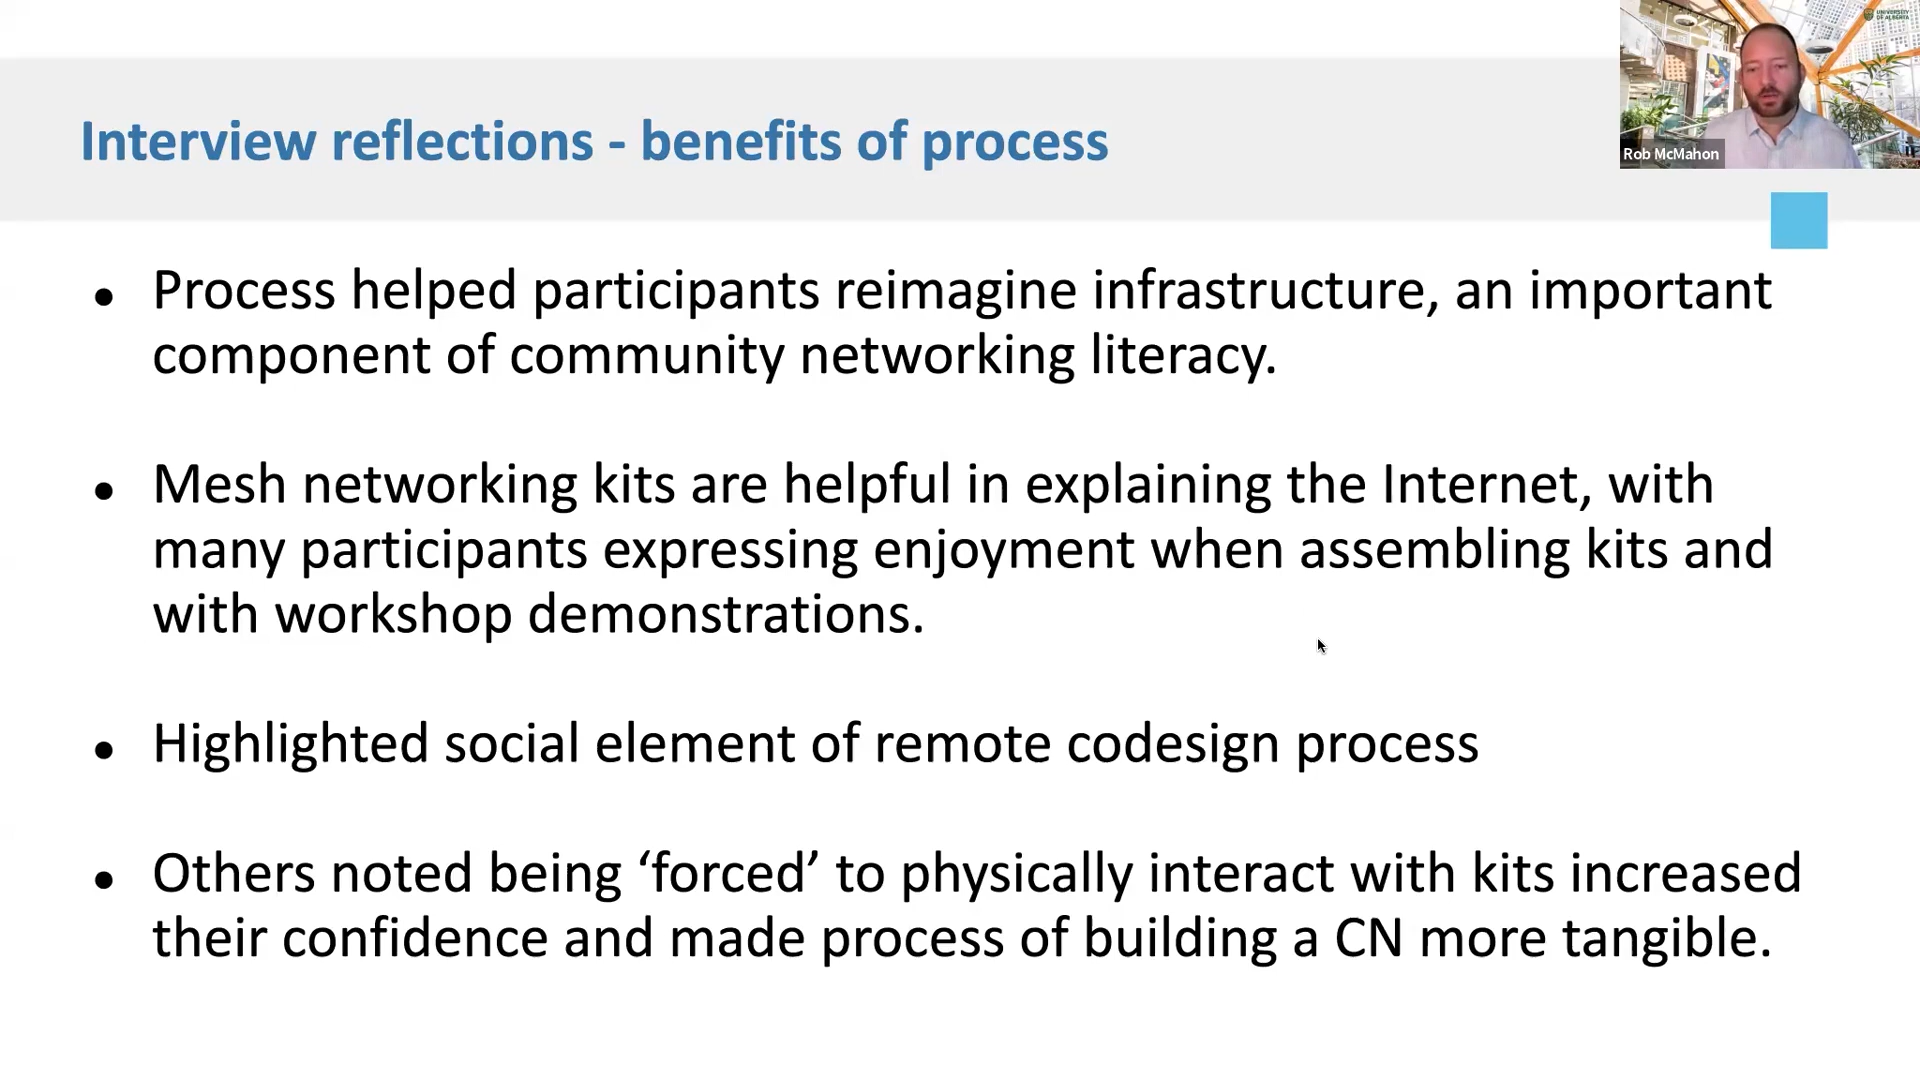 UNIVERSITY
OF ALBERTA
Rob McMahon
Interview reflections - benefits of process
• Process helped participants reimagine infrastructure, an important
component of community networking literacy.
• Mesh networking kits are helpful in explaining the Internet, with
many participants expressing enjoyment when assembling kits and
with workshop demonstrations.
• Highlighted social element of remote codesign process
• Others noted being ‘forced’ to physically interact with kits increased
their confidence and made process of building a CN more tangible.